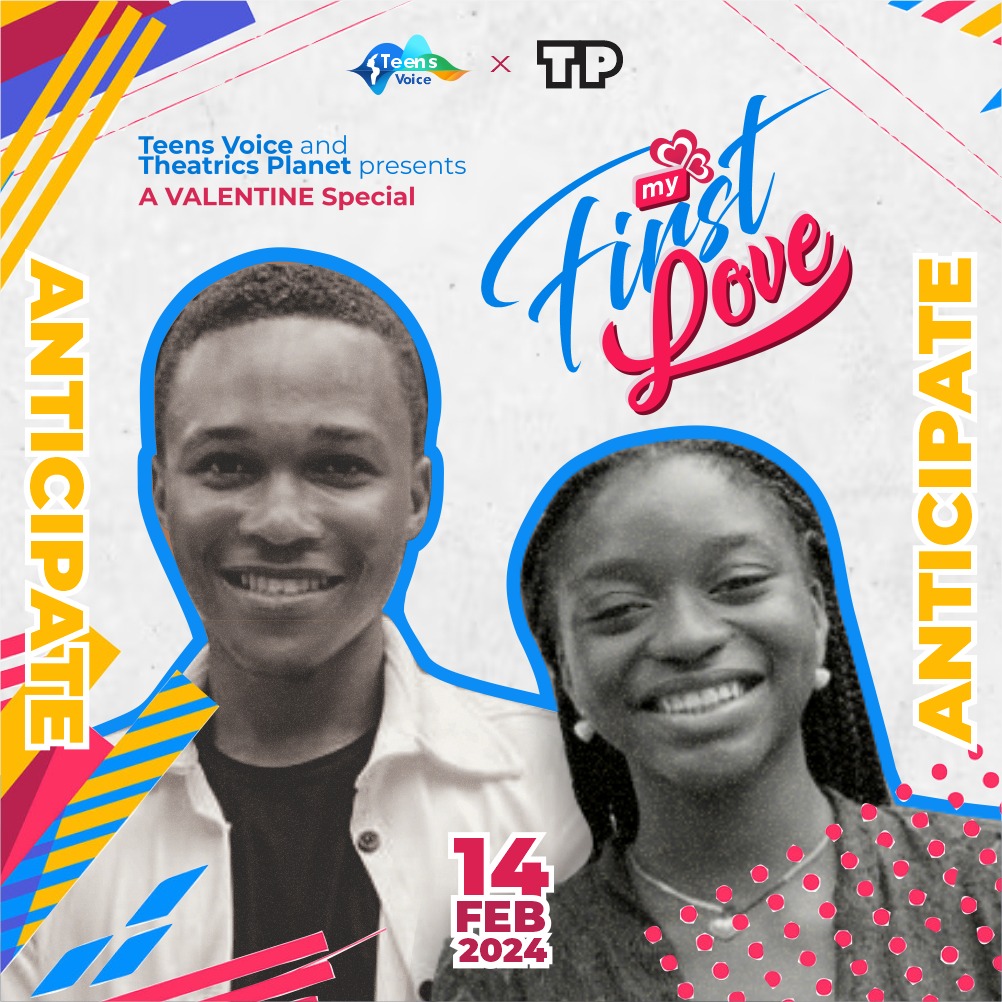 Teens
Voice
×
TP
Teens Voice and
Theatrics Planet presents
A VALENTINE Special
my
First
Love
ANTICIPATE
ANTICIPATE
14
FEB
2024